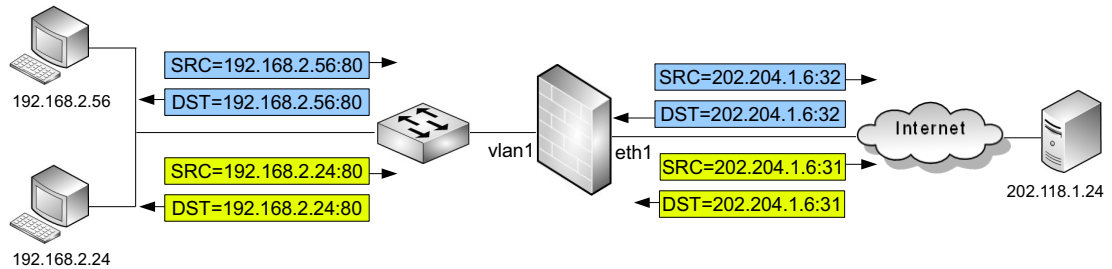 SRC=192.168.2.56:80
192.168.2.56
DST=192.168.2.56:80
SRC=202.204.1.6:32
DST=202.204.1.6:32
Internet
vlan1
eth1
SRC=192.168.2.24:80
SRC=202.204.1.6:31
202.118.1.24
DST=192.168.2.24:80
DST=202.204.1.6:31
192.168.2.24